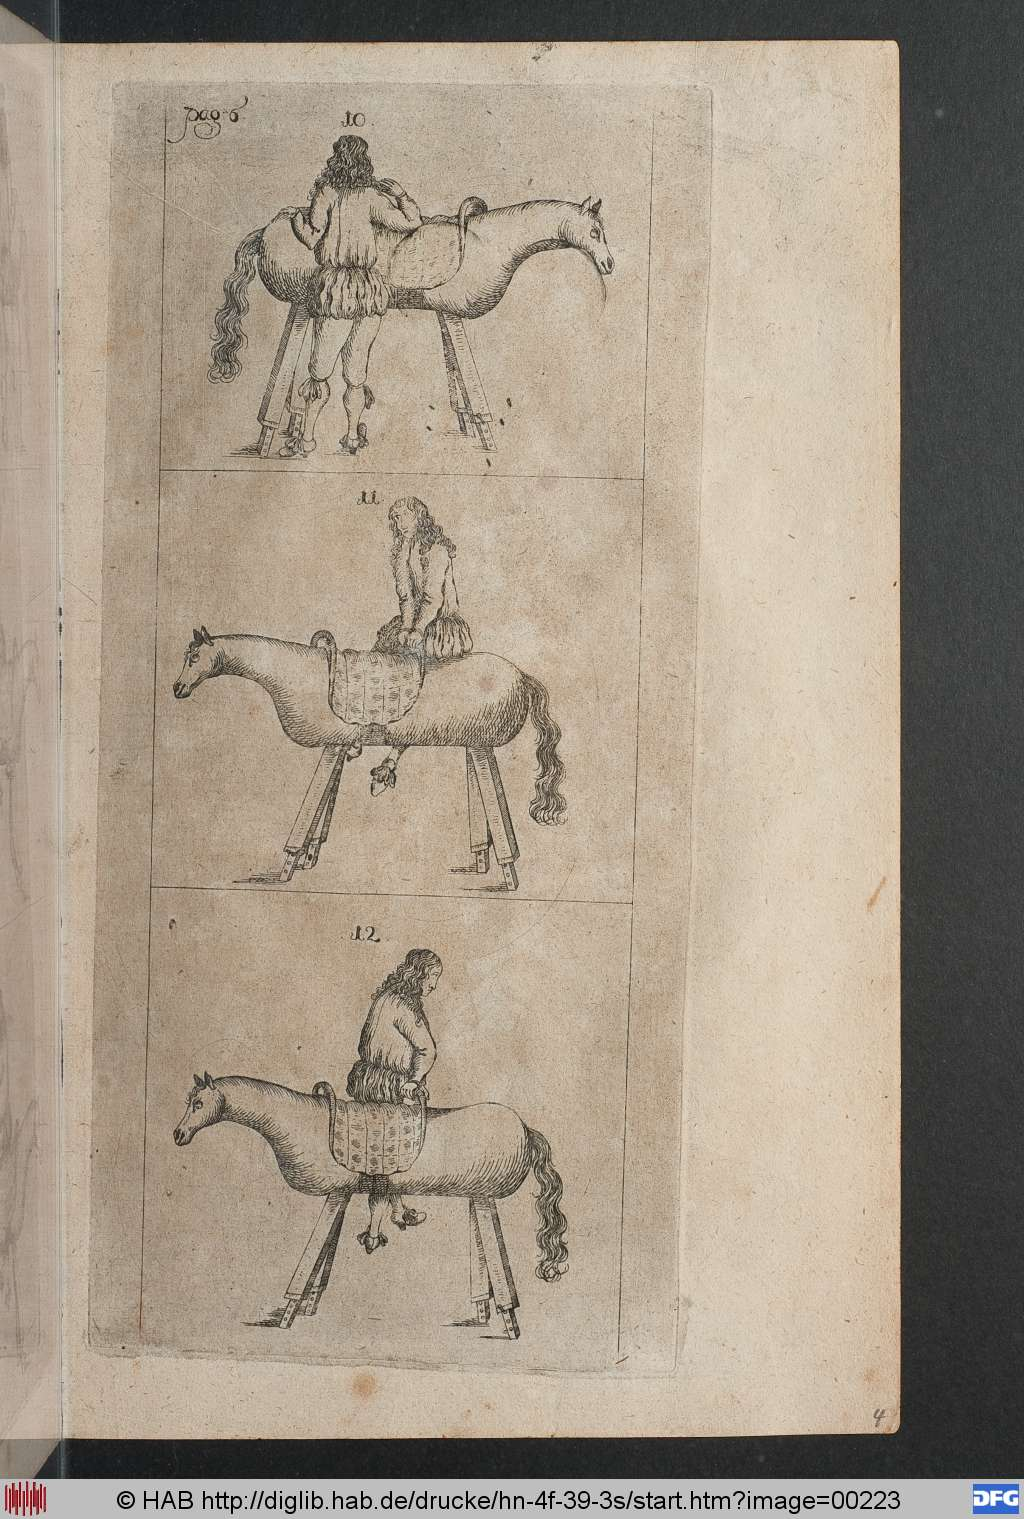 pag 6
10.
11
12.
4
© HAB http://diglib.hab.de/drucke/hn-4f-39-3s/start.htm?image=00223
DFG